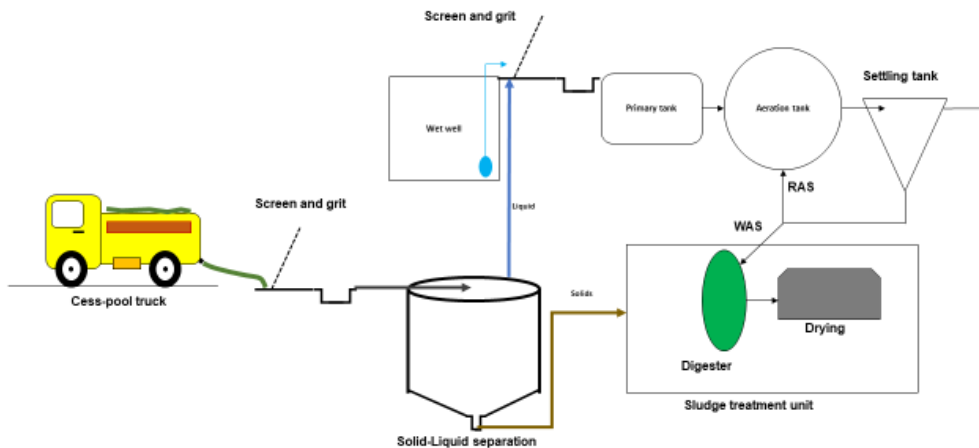 Screen and grit
Settling tank
Wet well
Primary tank
Aeration tank
RAS
Screen and grit
Liquid
WAS
Cess-pool truck
Solids
Drying
Digester
Sludge treatment unit
Solid-Liquid separation